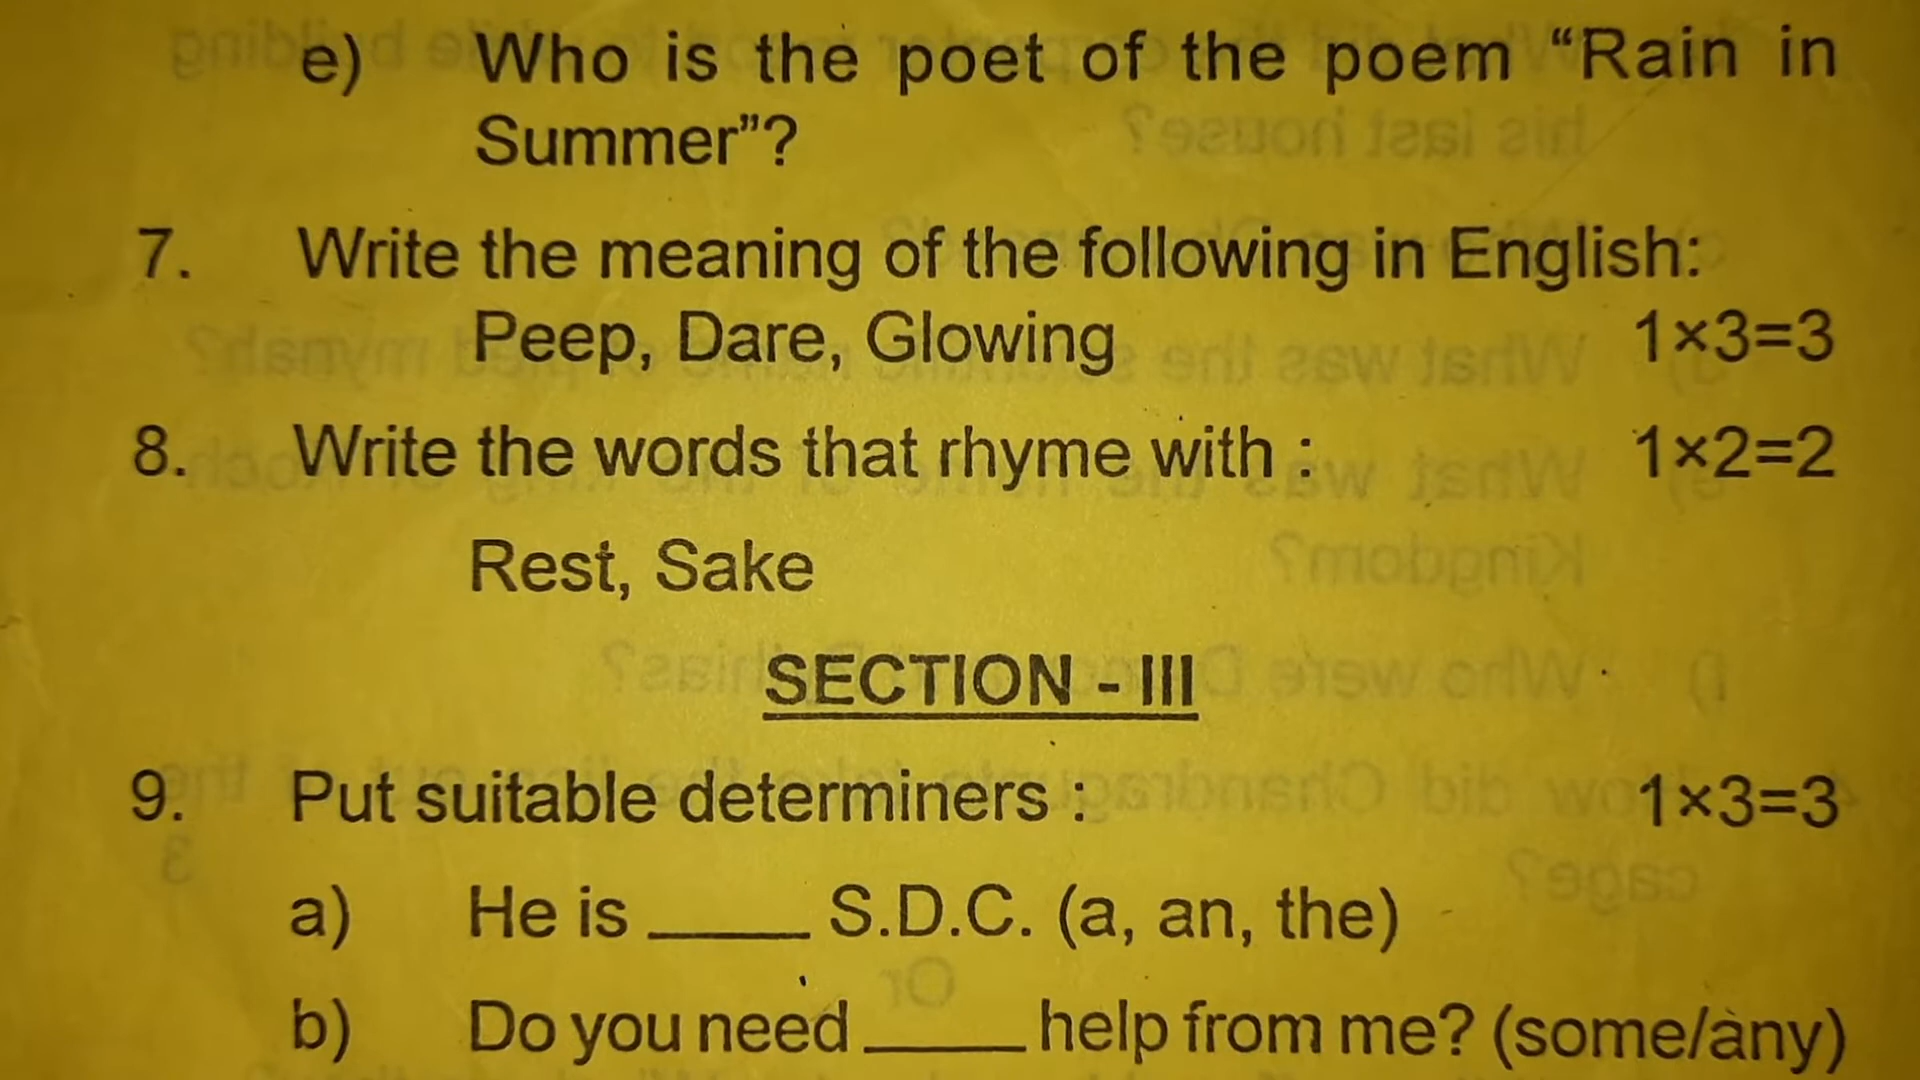 e) Who is the poet of the poem “Rain in
Summer”?
7. Write the meaning of the following in English:
Peep, Dare, Glowing 1×3=3
8. Write the words that rhyme with : 1×2=2
Rest, Sake
SECTION - III
9. Put suitable determiners : 1×3=3
a) He is ____ S.D.C. (a, an, the)
b) Do you need ____ help from me? (some/any)